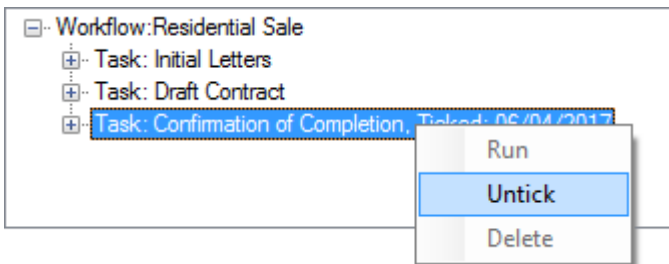 Workflow:Residential Sale
Task: Initial Letters
Task: Draft Contract
Task: Confirmation of Completion, Ticked: 06/04/2017
Run
Untick
Delete